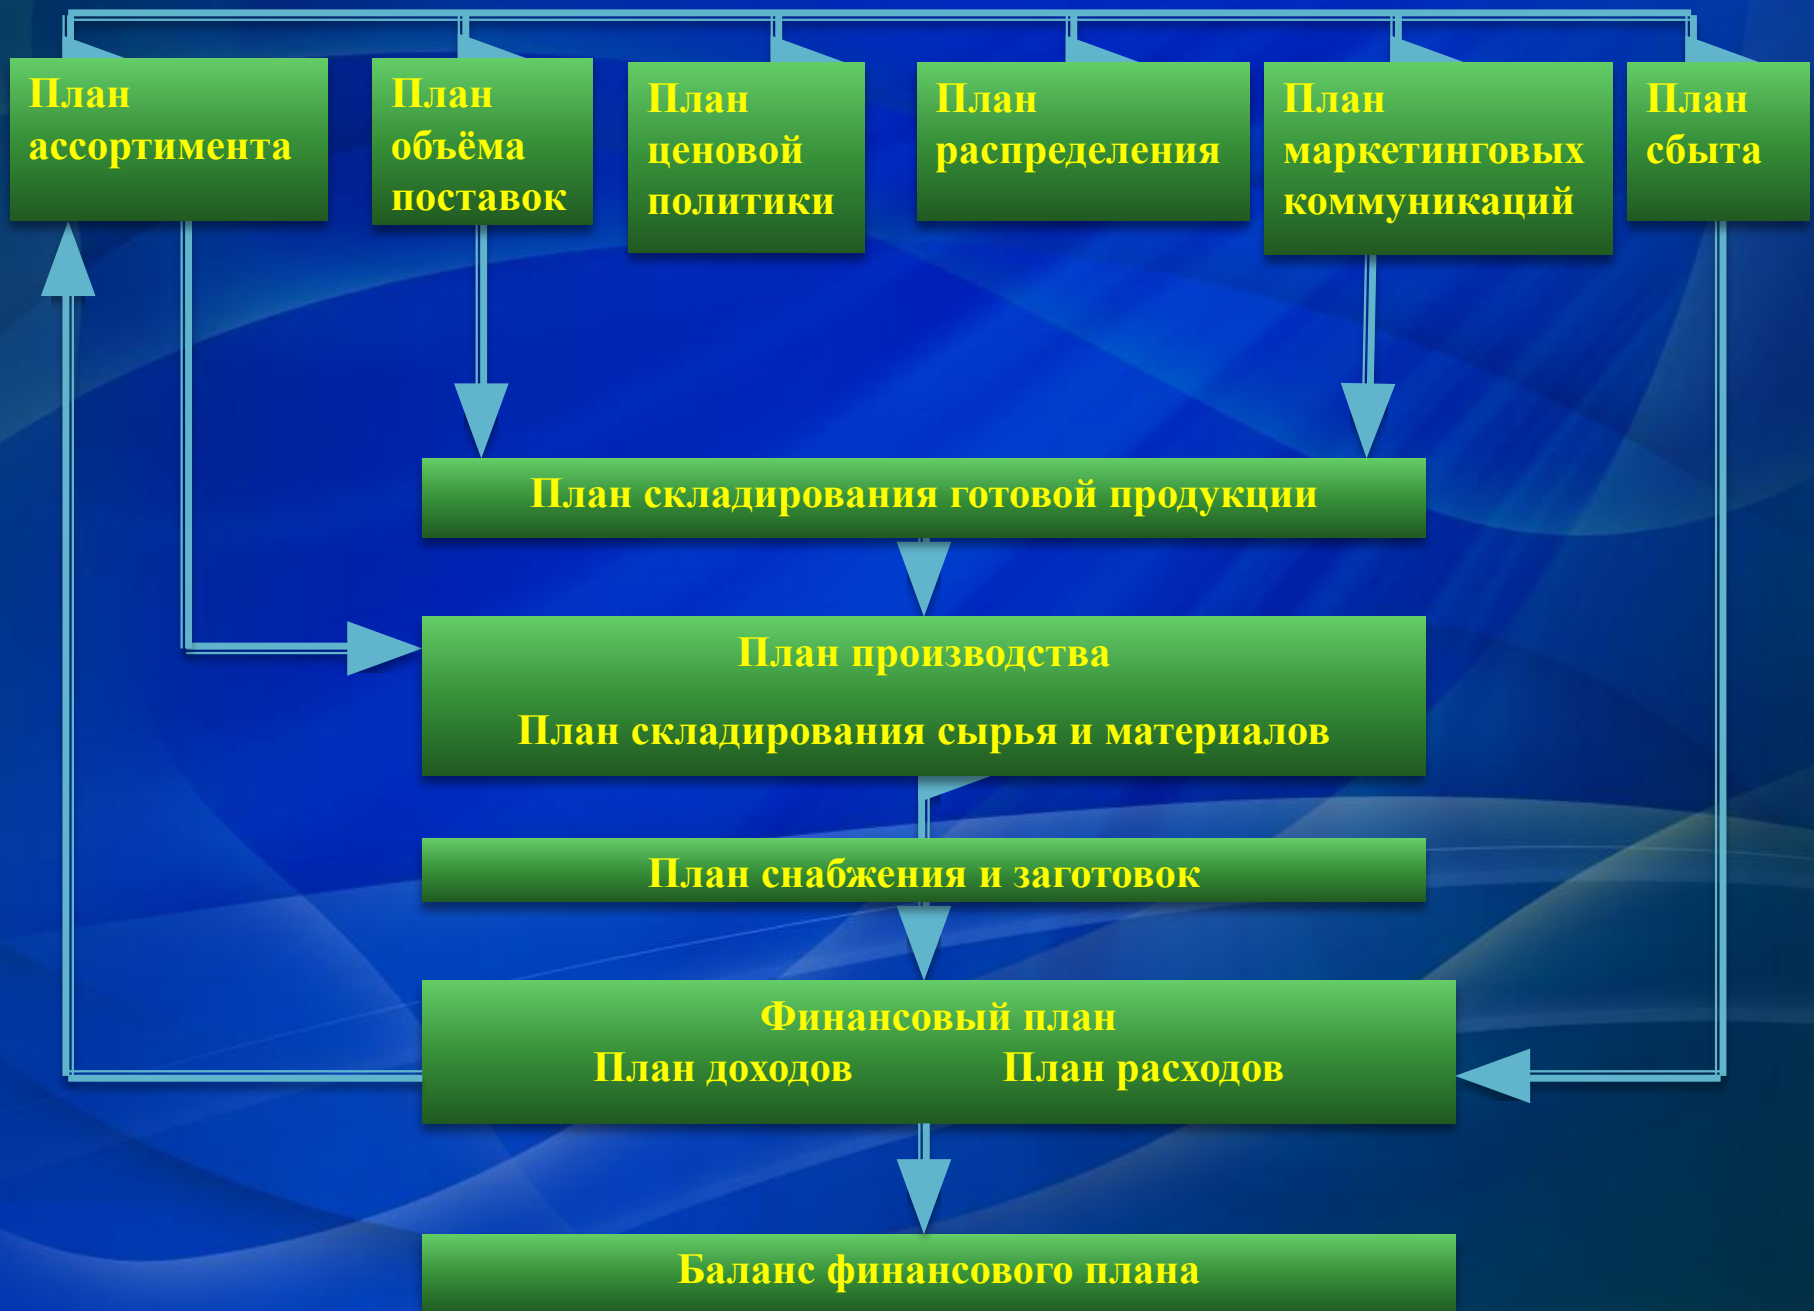 План
ассортимента
План
объёма
поставок
План
ценовой
политики
План
распределения
План
маркетинговых
коммуникаций
План
сбыта
План складирования готовой продукции
План производства
План складирования сырья и материалов
План снабжения и заготовок
Финансовый план
План доходов План расходов
Баланс финансового плана